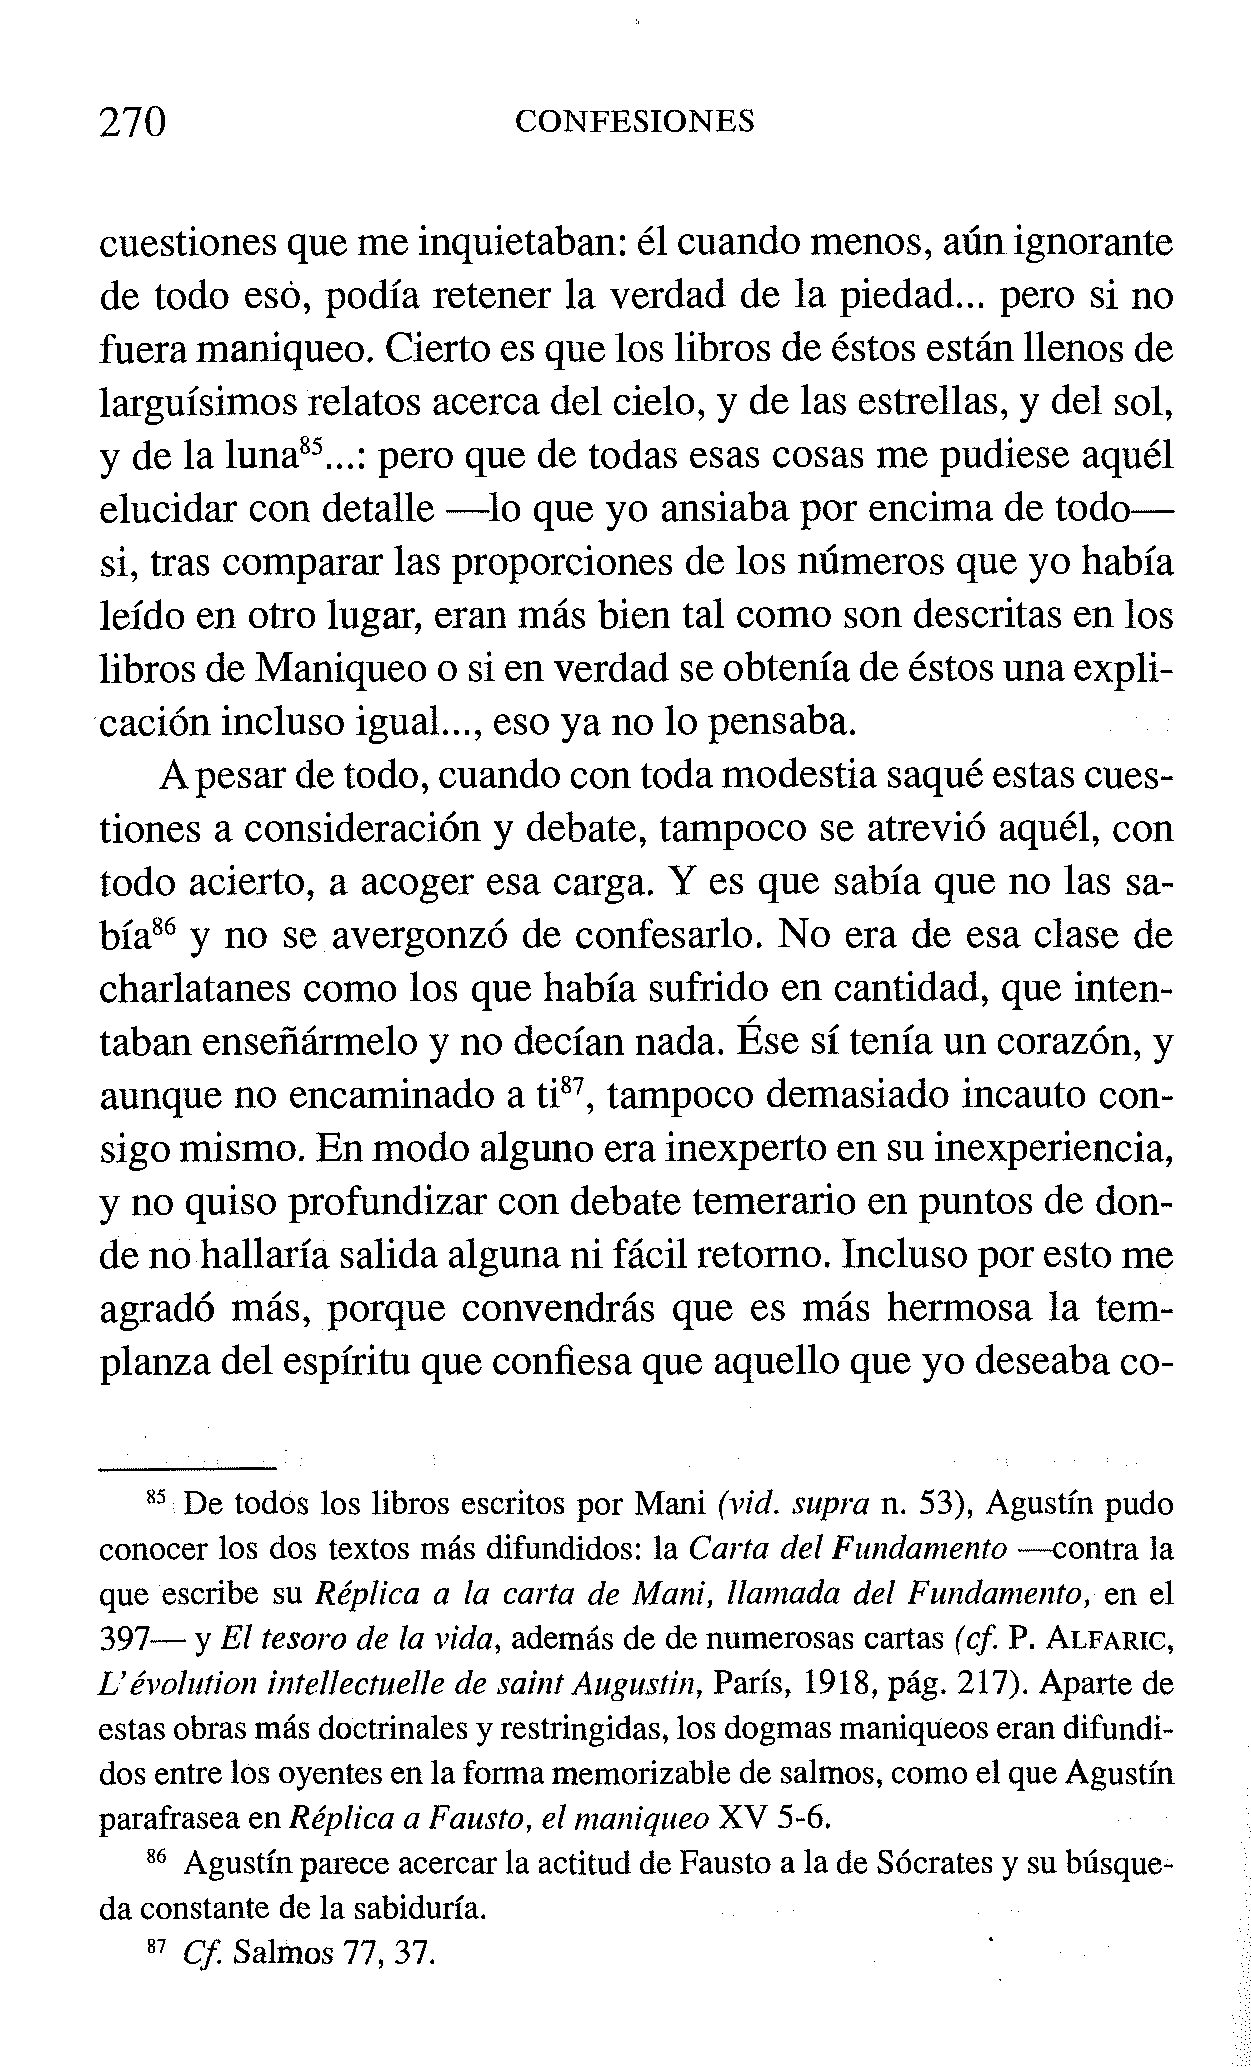 270 CONFESIONES
cuestiones que me inquietaban: él cuando menos, aún ignorante
de todo eso, podía retener la verdad de la piedad... pero si no
fuera maniqueo. Cierto es que los libros de éstos están llenos de
larguísimos relatos acerca del cielo, y de las estrellas, y del sol,
y de la luna⁸⁵...: pero que de todas esas cosas me pudiese aquél
elucidar con detalle —lo que yo ansiaba por encima de todo—
si, tras comparar las proporciones de los números que yo había
leído en otro lugar, eran más bien tal como son descritas en los
libros de Maniqueo o si en verdad se obtenía de éstos una expli-
cación incluso igual..., eso ya no lo pensaba.
A pesar de todo, cuando con toda modestia saqué estas cues-
tiones a consideración y debate, tampoco se atrevió aquél, con
todo acierto, a acoger esa carga. Y es que sabía que no las sa-
bía⁸⁶ y no se avergonzó de confesarlo. No era de esa clase de
charlatanes como los que había sufrido en cantidad, que inten-
taban enseñármelo y no decían nada. Ése sí tenía un corazón, y
aunque no encaminado a ti⁸⁷, tampoco demasiado incauto con-
sigo mismo. En modo alguno era inexperto en su inexperiencia,
y no quiso profundizar con debate temerario en puntos de don-
de no hallaría salida alguna ni fácil retorno. Incluso por esto me
agradó más, porque convendrás que es más hermosa la tem-
planza del espíritu que confiesa que aquello que yo deseaba co-
⁸⁵ De todos los libros escritos por Mani (vid. supra n. 53), Agustín pudo
conocer los dos textos más difundidos: la Carta del Fundamento —contra la
que escribe su Réplica a la carta de Mani, llamada del Fundamento, en el
397— y El tesoro de la vida, además de de numerosas cartas (cf. P. ALFARIC,
L'évolution intellectuelle de saint Augustin, París, 1918, pág. 217). Aparte de
estas obras más doctrinales y restringidas, los dogmas maniqueos eran difundi-
dos entre los oyentes en la forma memorizable de salmos, como el que Agustín
parafrasea en Réplica a Fausto, el maniqueo XV 5-6.
⁸⁶ Agustín parece acercar la actitud de Fausto a la de Sócrates y su búsque-
da constante de la sabiduría.
⁸⁷ Cf. Salmos 77, 37.